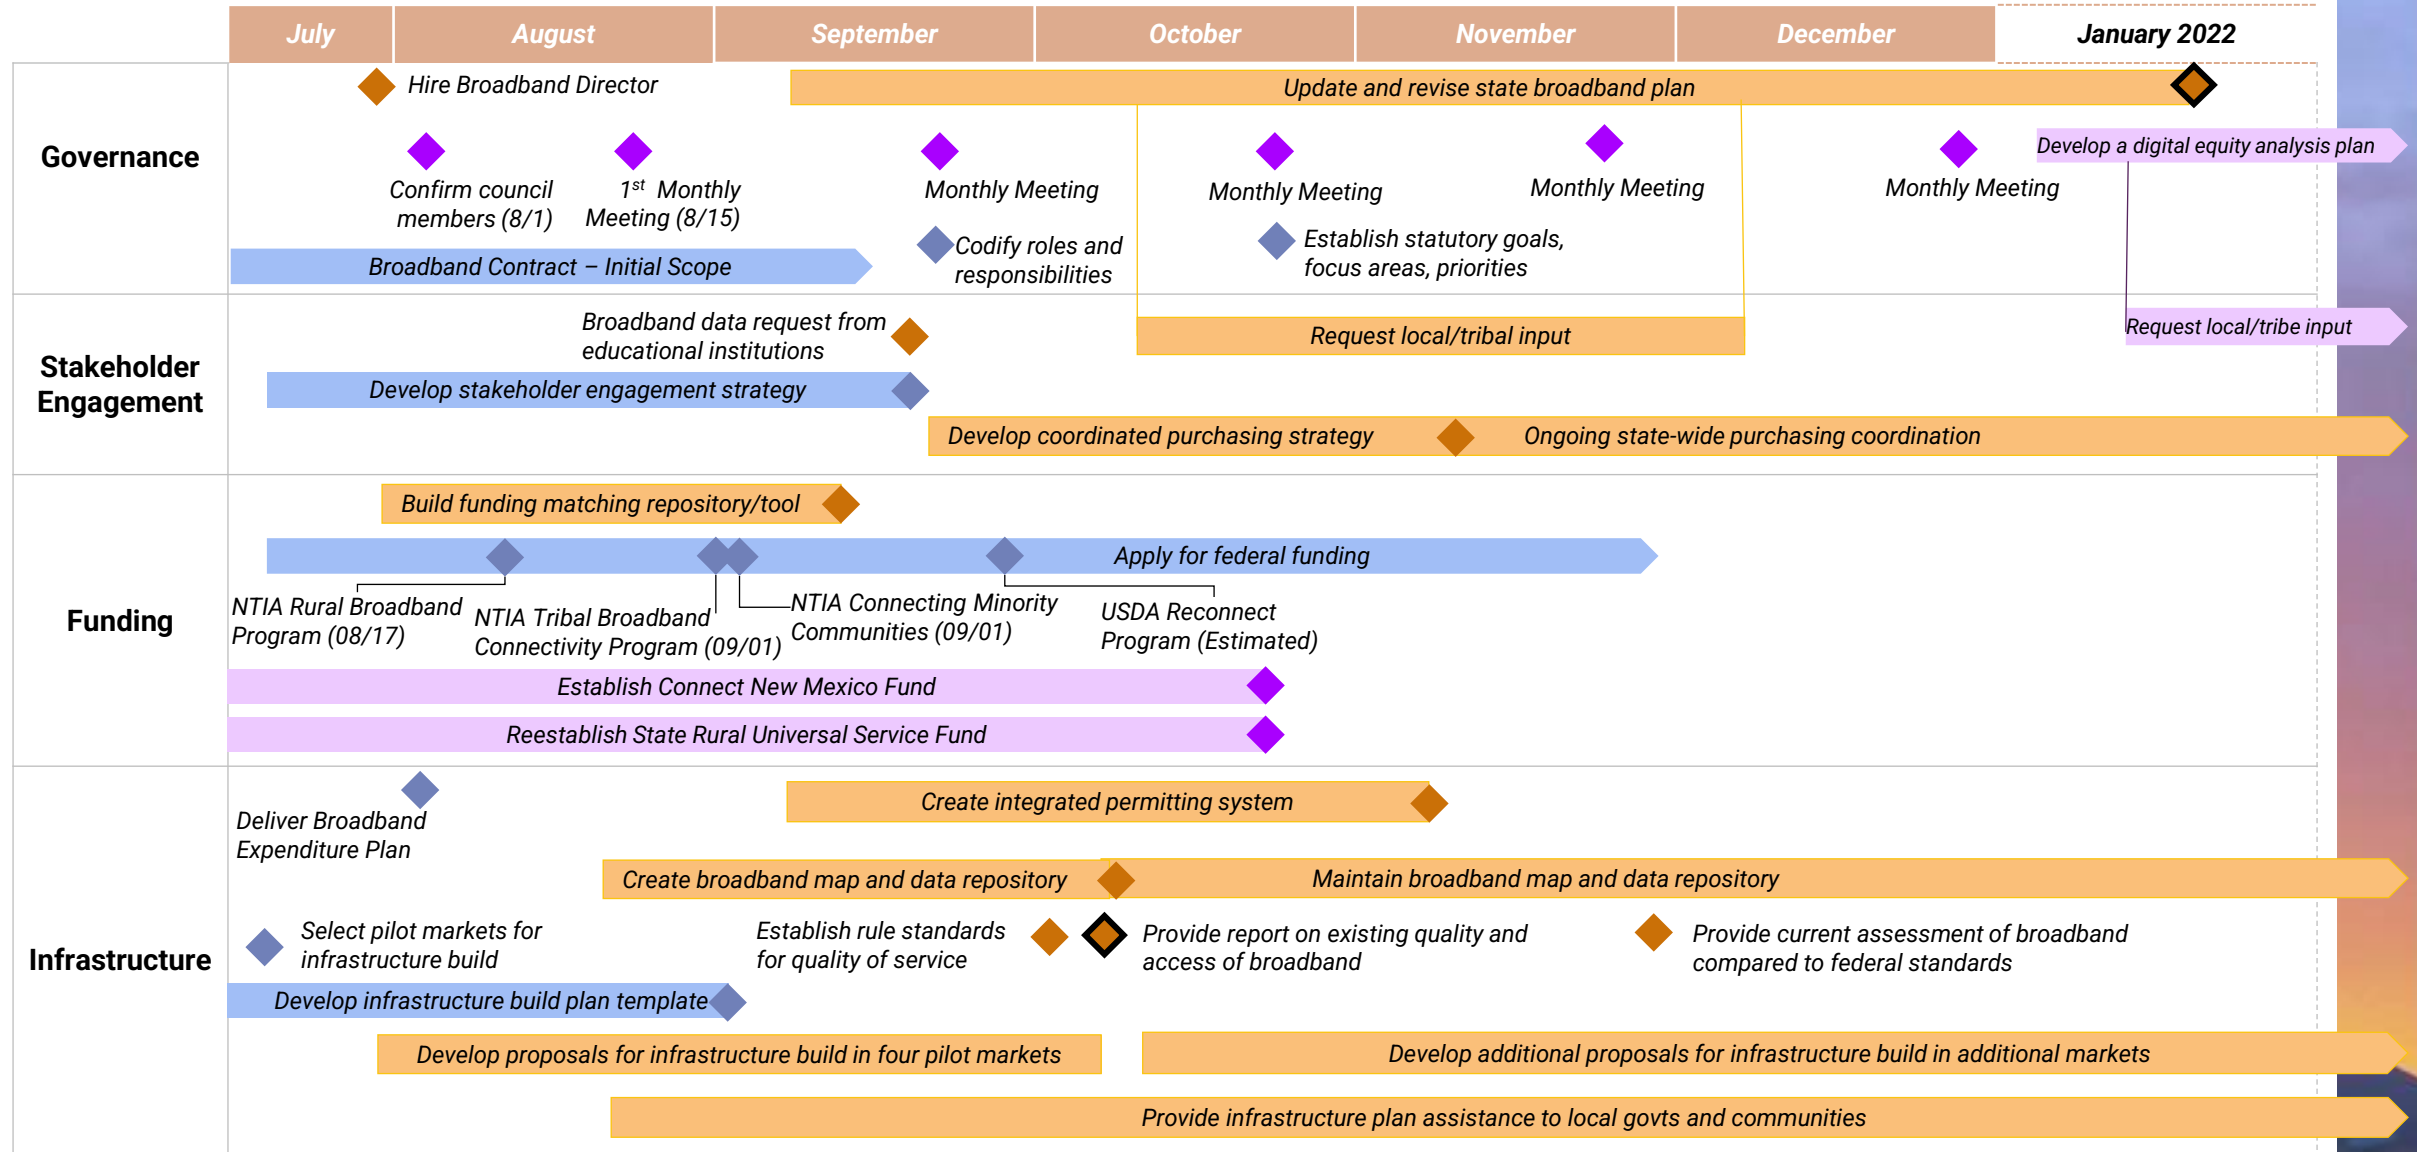 July
August
September
October
November
December
January 2022
Governance
Hire Broadband Director
Update and revise state broadband plan
Confirm council
members (8/1)
1st Monthly
Meeting (8/15)
Monthly Meeting
Monthly Meeting
Monthly Meeting
Monthly Meeting
Develop a digital equity analysis plan
Codify roles and
responsibilities
Establish statutory goals,
focus areas, priorities
Broadband Contract – Initial Scope
Stakeholder
Engagement
Broadband data request from
educational institutions
Request local/tribal input
Request local/tribe input
Develop stakeholder engagement strategy
Develop coordinated purchasing strategy
Ongoing state-wide purchasing coordination
Funding
Build funding matching repository/tool
Apply for federal funding
NTIA Rural Broadband
Program (08/17)
NTIA Tribal Broadband
Connectivity Program (09/01)
NTIA Connecting Minority
Communities (09/01)
USDA Reconnect
Program (Estimated)
Establish Connect New Mexico Fund
Reestablish State Rural Universal Service Fund
Infrastructure
Deliver Broadband
Expenditure Plan
Create integrated permitting system
Create broadband map and data repository
Maintain broadband map and data repository
Select pilot markets for
infrastructure build
Establish rule standards
for quality of service
Provide report on existing quality and
access of broadband
Provide current assessment of broadband
compared to federal standards
Develop infrastructure build plan template
Develop proposals for infrastructure build in four pilot markets
Develop additional proposals for infrastructure build in additional markets
Provide infrastructure plan assistance to local govts and communities